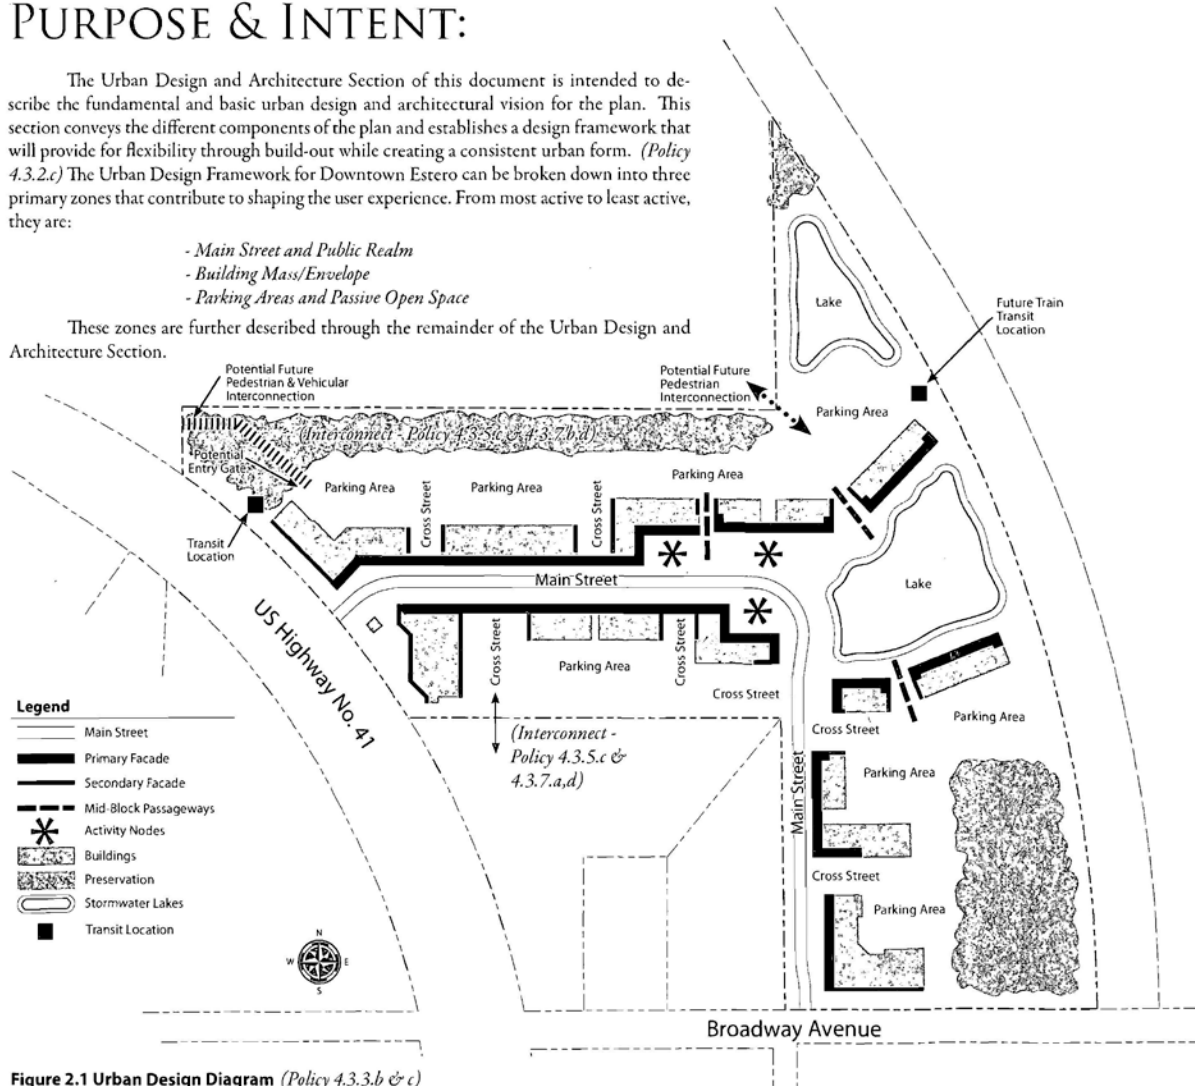 PURPOSE & INTENT:
The Urban Design and Architecture Section of this document is intended to de-
scribe the fundamental and basic urban design and architectural vision for the plan. This
section conveys the different components of the plan and establishes a design framework that
will provide for flexibility through build-out while creating a consistent urban form. (Policy
4.3.2.c) The Urban Design Framework for Downtown Estero can be broken down into three
primary zones that contribute to shaping the user experience. From most active to least active,
they are:
- Main Street and Public Realm
- Building Mass/Envelope
- Parking Areas and Passive Open Space
These zones are further described through the remainder of the Urban Design and
Architecture Section.
Lake
Future Train
Transit
Location
Potential Future
Pedestrian & Vehicular
Interconnection
Potential Future
Pedestrian
Interconnection
Parking Area
(Interconnect - Policy 4.3.5.c & 4.3.7.b,d)
Potential
Entry Gate
Parking Area
Parking Area
Parking Area
Cross Street
Cross Street
Transit
Location
Main Street
Lake
US Highway No. 41
Cross Street
Parking Area
Cross Street
Cross Street
(Interconnect -
Policy 4.3.5.c &
4.3.7.a,d)
Parking Area
Cross Street
Main Street
Parking Area
Cross Street
Parking Area
Legend
Main Street
Primary Facade
Secondary Facade
Mid-Block Passageways
Activity Nodes
Buildings
Preservation
Stormwater Lakes
Transit Location
N
W
E
S
Broadway Avenue
Figure 2.1 Urban Design Diagram (Policy 4.3.3.b & c)